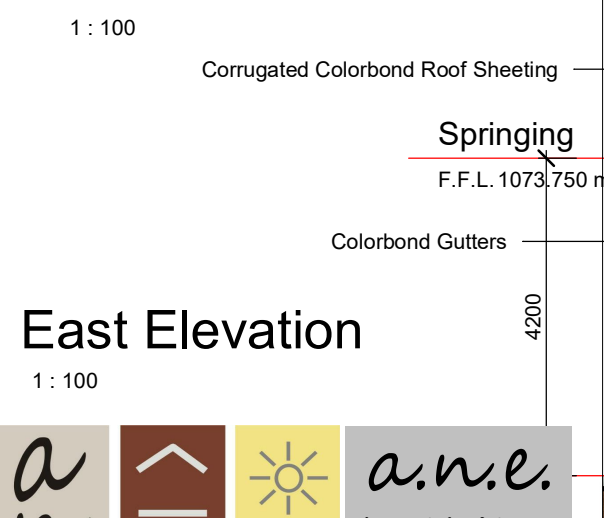 1 : 100
Corrugated Colorbond Roof Sheeting
Springing
F.F.L. 1073.750
Colorbond Gutters
4200
East Elevation
1 : 100
a
a.n.e.